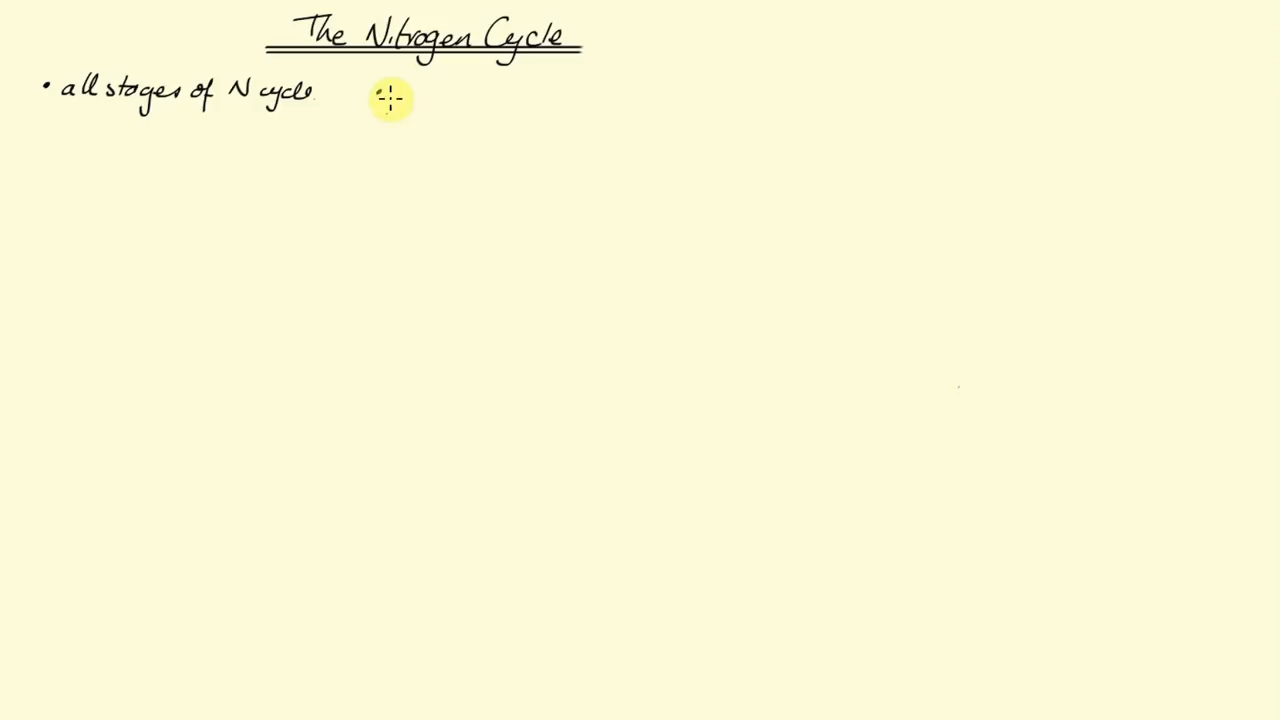 The Nitrogen Cycle
• all stages of N cycle. •